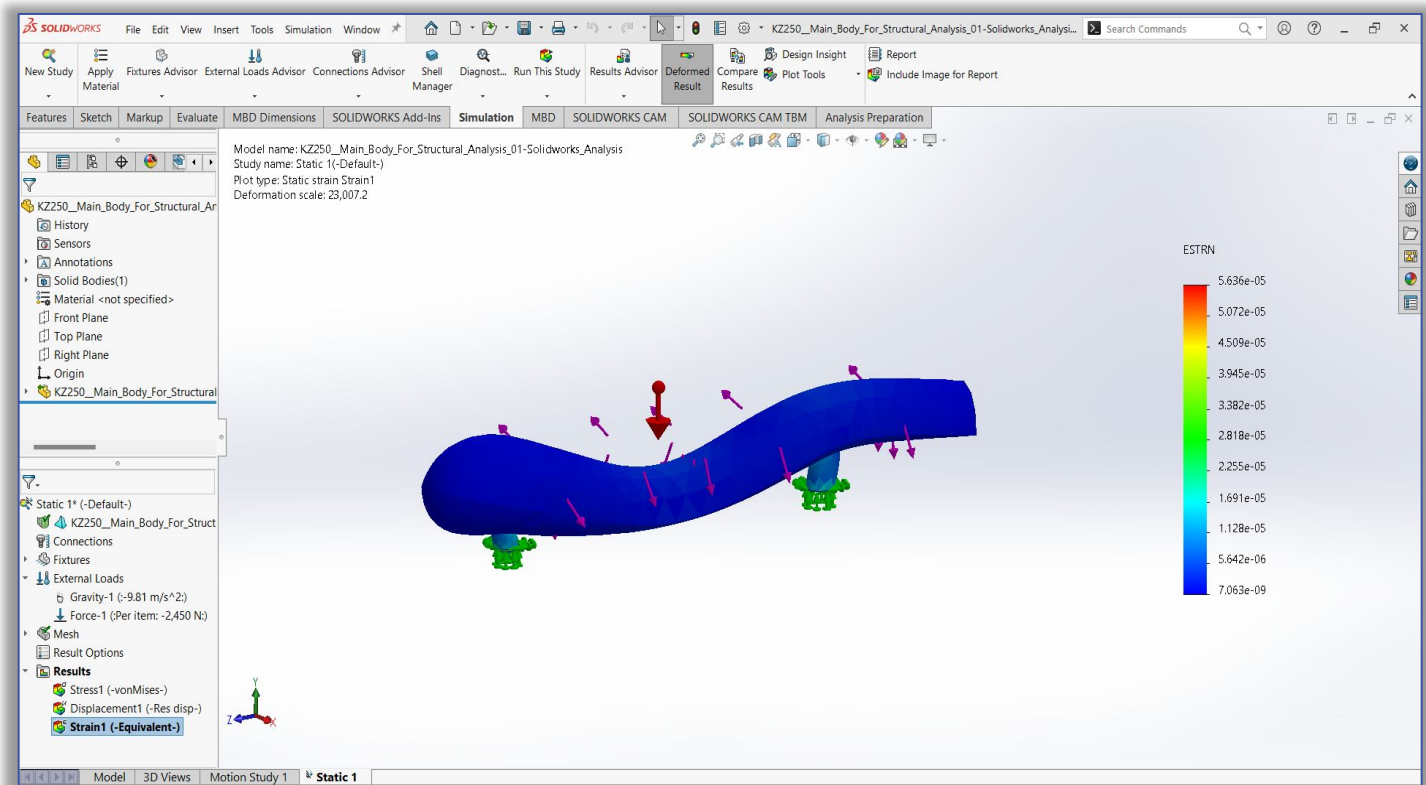 SOLIDWORKS File Edit View Insert Tools Simulation Window KZ250__Main_Body_For_Structural_Analysis_01-Solidworks_Analysi... Search Commands
New Study Apply Material Fixtures Advisor External Loads Advisor Connections Advisor Shell Manager Diagnost... Run This Study Results Advisor Deformed Result Compare Results Design Insight Plot Tools Report Include Image for Report
Features Sketch Markup Evaluate MBD Dimensions SOLIDWORKS Add-Ins Simulation MBD SOLIDWORKS CAM SOLIDWORKS CAM TBM Analysis Preparation
Model name: KZ250__Main_Body_For_Structural_Analysis_01-Solidworks_Analysis
Study name: Static 1(-Default-)
Plot type: Static strain Strain1
Deformation scale: 23,007.2
KZ250__Main_Body_For_Structural_Ar
History
Sensors
Annotations
Solid Bodies(1)
Material <not specified>
Front Plane
Top Plane
Right Plane
Origin
KZ250__Main_Body_For_Structural
Static 1* (-Default-)
KZ250__Main_Body_For_Struct
Connections
Fixtures
External Loads
Gravity-1 (:-9.81 m/s^2:)
Force-1 (:Per item: -2,450 N:)
Mesh
Result Options
Results
Stress1 (-vonMises-)
Displacement1 (-Res disp-)
Strain1 (-Equivalent-)
ESTRN
5.636e-05
5.072e-05
4.509e-05
3.945e-05
3.382e-05
2.818e-05
2.255e-05
1.691e-05
1.128e-05
5.642e-06
7.063e-09
Y
Z
X
Model 3D Views Motion Study 1 Static 1